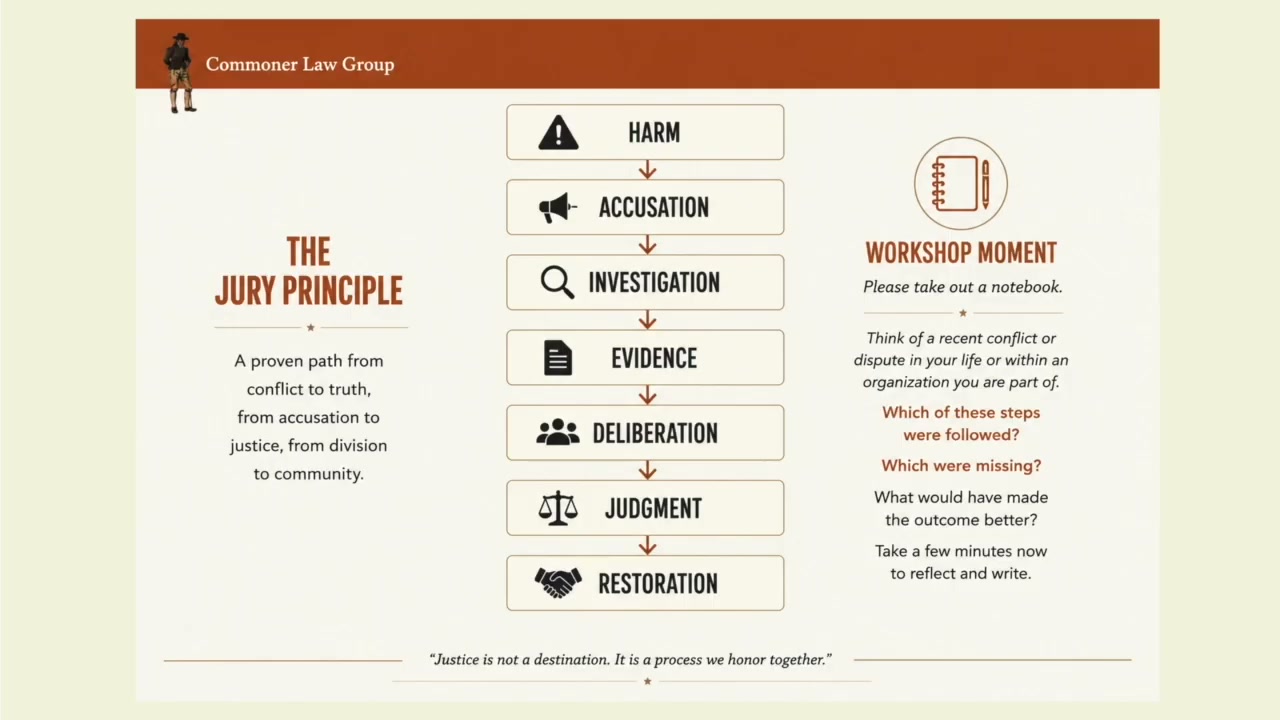 Commoner Law Group
THE
JURY PRINCIPLE
A proven path from
conflict to truth,
from accusation to
justice, from division
to community.
HARM
ACCUSATION
INVESTIGATION
EVIDENCE
DELIBERATION
JUDGMENT
RESTORATION
WORKSHOP MOMENT
Please take out a notebook.
Think of a recent conflict or
dispute in your life or within an
organization you are part of.
Which of these steps
were followed?
Which were missing?
What would have made
the outcome better?
Take a few minutes now
to reflect and write.
“Justice is not a destination. It is a process we honor together.”